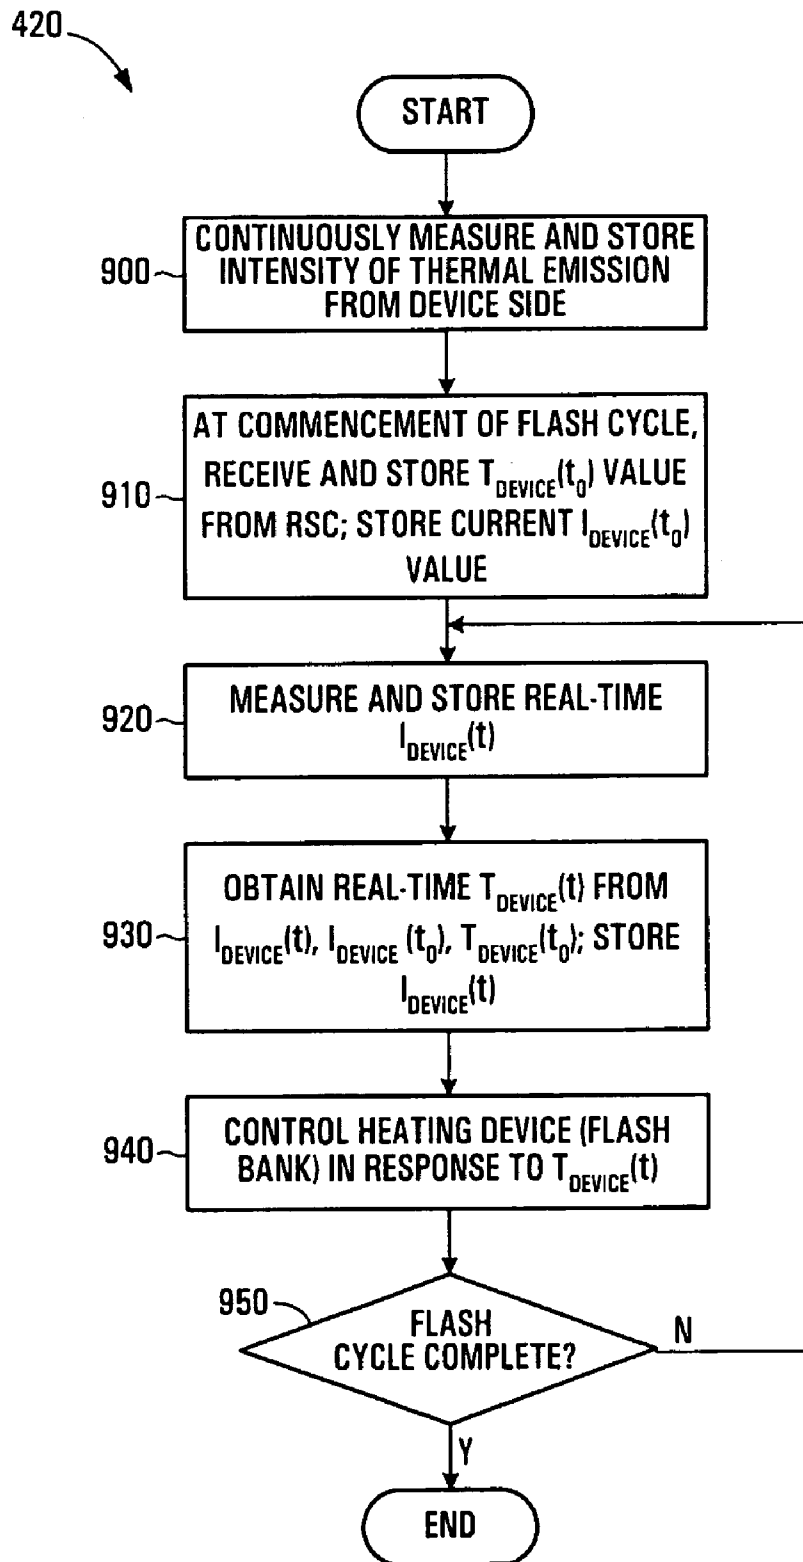 420
START
900
CONTINUOUSLY MEASURE AND STORE
INTENSITY OF THERMAL EMISSION
FROM DEVICE SIDE
910
AT COMMENCEMENT OF FLASH CYCLE,
RECEIVE AND STORE T_DEVICE(t_0) VALUE
FROM RSC; STORE CURRENT I_DEVICE(t_0)
VALUE
920
MEASURE AND STORE REAL-TIME
I_DEVICE(t)
930
OBTAIN REAL-TIME T_DEVICE(t) FROM
I_DEVICE(t), I_DEVICE (t_0), T_DEVICE(t_0); STORE
I_DEVICE(t)
940
CONTROL HEATING DEVICE (FLASH
BANK) IN RESPONSE TO T_DEVICE(t)
950
FLASH
CYCLE COMPLETE?
N
Y
END